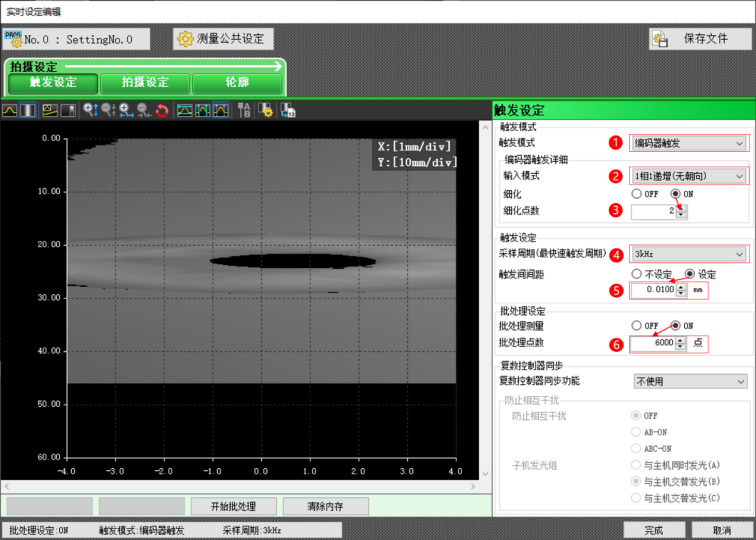 实时设定编辑
PRG
No.0 : SettingNo.0
测量公共设定
保存文件
拍摄设定
触发设定
拍摄设定
轮廓
A
B
X:[1mm/div]
Y:[10mm/div]
0.00
10.00
20.00
30.00
40.00
50.00
60.00
-4.0 -3.0 -2.0 -1.0 0.0 1.0 2.0 3.0 4.0
开始批处理
清除内存
触发设定
触发模式
触发模式 1 编码器触发
编码器触发详细
输入模式 2 1相1递增(无朝向)
细化 OFF ON
细化点数 3 2
触发设定
采样周期(最快速触发周期) 4 3kHz
触发间间距 不设定 设定
5 0.0100 mm
批处理设定
批处理测量 OFF ON
批处理点数 6 6000 点
复数控制器同步
复数控制器同步功能 不使用
防止相互干扰
防止相互干扰 OFF
AB-ON
ABC-ON
子机发光组 与主机同时发光(A)
与主机交替发光(B)
与主机交替发光(C)
批处理设定:ON 触发模式:编码器触发 采样周期:3kHz
完成
取消